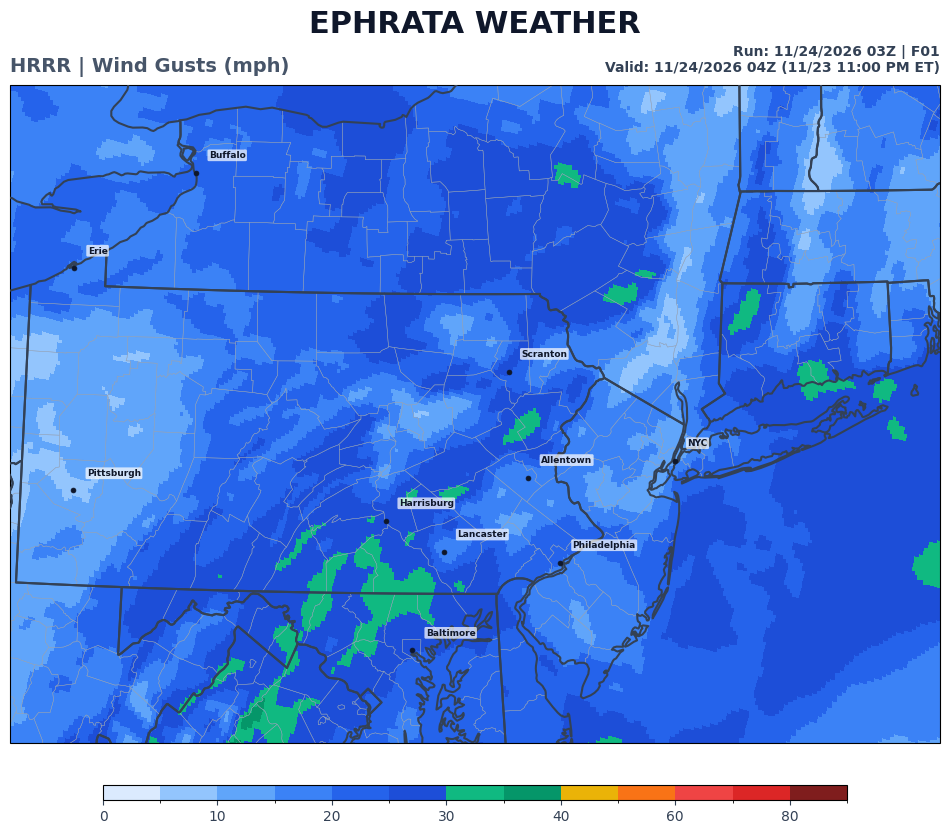 EPHRATA WEATHER
HRRR | Wind Gusts (mph)
Run: 11/24/2026 03Z | F01
Valid: 11/24/2026 04Z (11/23 11:00 PM ET)
Buffalo
Erie
Scranton
NYC
Allentown
Pittsburgh
Harrisburg
Lancaster
Philadelphia
Baltimore
0 10 20 30 40 50 60 70 80